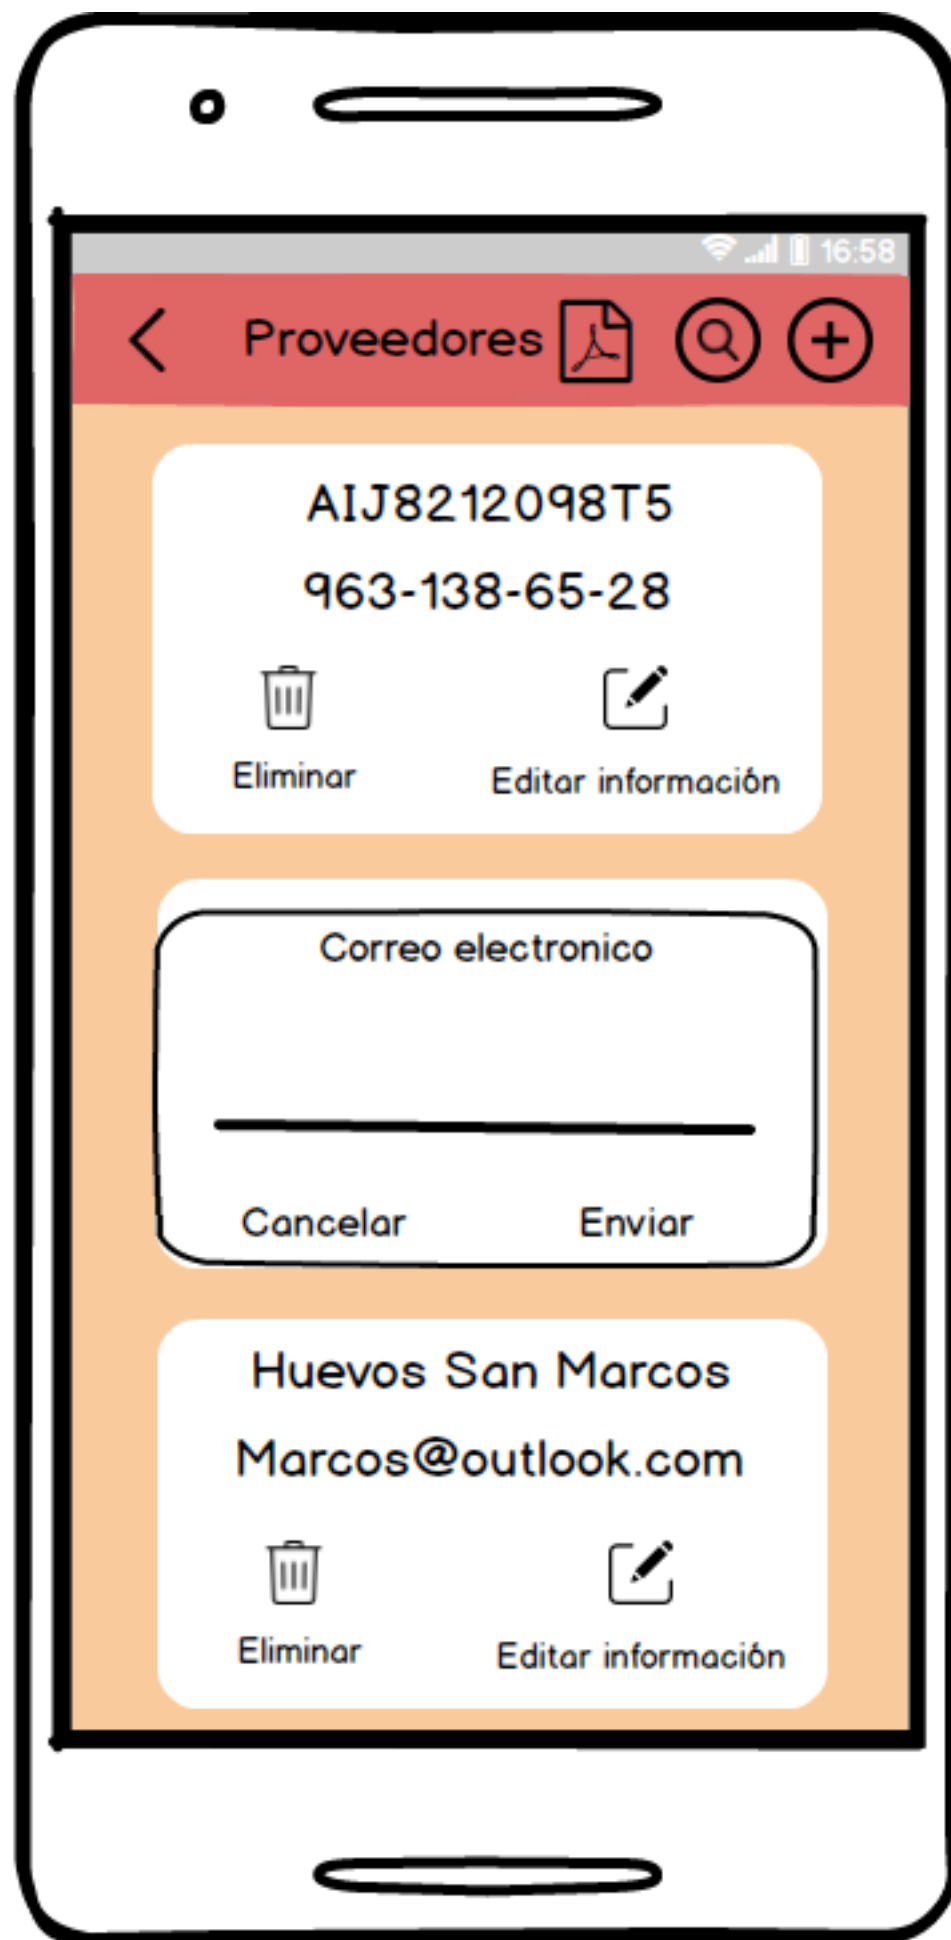 16:58
Proveedores
AIJ8212098T5
963-138-65-28
Eliminar Editar información
Correo electronico
Cancelar Enviar
Huevos San Marcos
Marcos@outlook.com
Eliminar Editar información